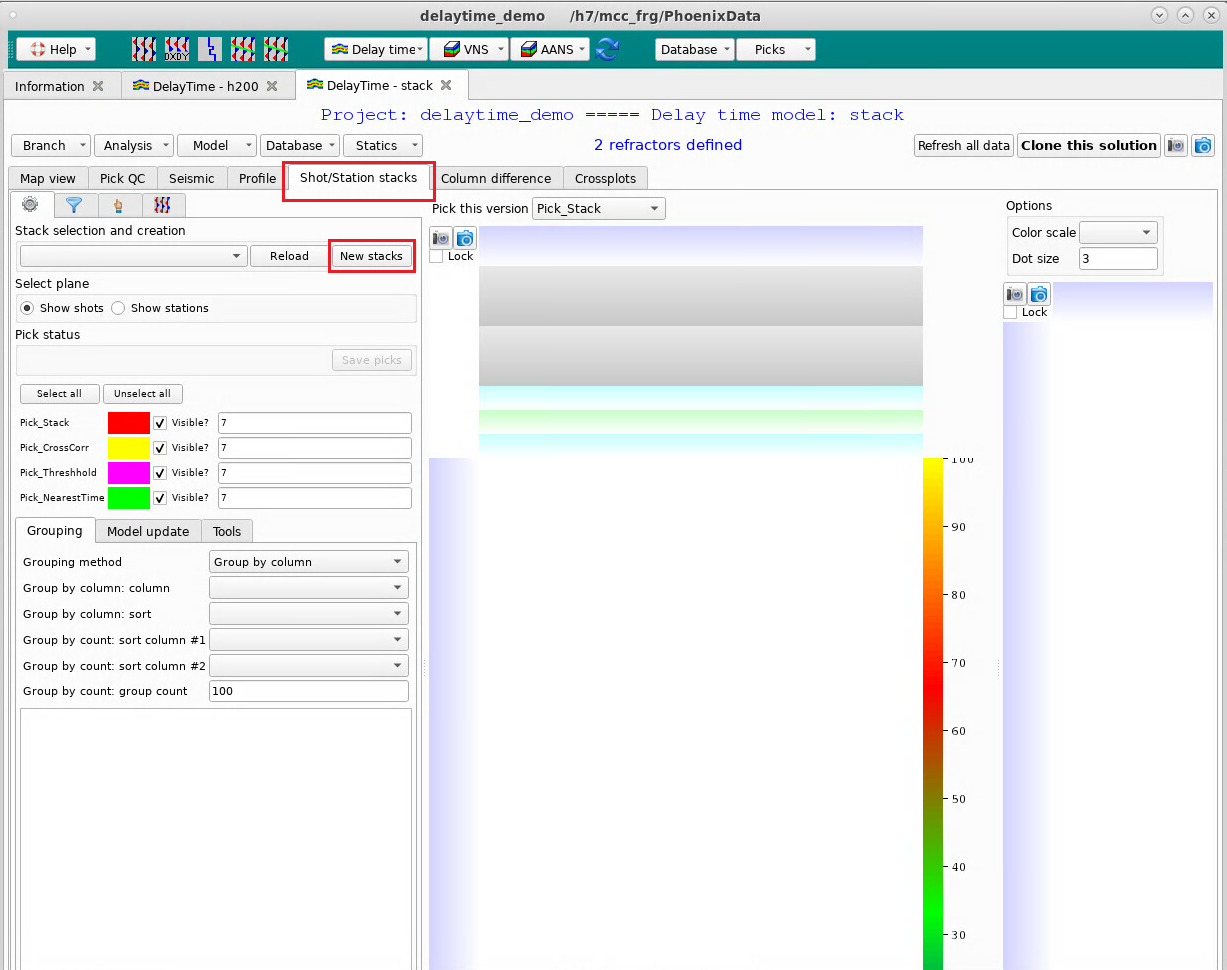 delaytime_demo /h7/mcc_frg/PhoenixData
Help DXDY Delay time VNS AANS Database Picks
Information DelayTime - h200 DelayTime - stack
Project: delaytime_demo ===== Delay time model: stack
Branch Analysis Model Database Statics 2 refractors defined Refresh all data Clone this solution
Map view Pick QC Seismic Profile Shot/Station stacks Column difference Crossplots
Pick this version Pick_Stack
Options
Stack selection and creation
Color scale
Reload New stacks
Lock
Dot size 3
Select plane
Show shots Show stations
Lock
Pick status
Save picks
Select all Unselect all
Pick_Stack Visible? 7
Pick_CrossCorr Visible? 7
Pick_Threshhold Visible? 7
Pick_NearestTime Visible? 7
Grouping Model update Tools
Grouping method Group by column
Group by column: column
Group by column: sort
Group by count: sort column #1
Group by count: sort column #2
Group by count: group count 100
100
90
80
70
60
50
40
30